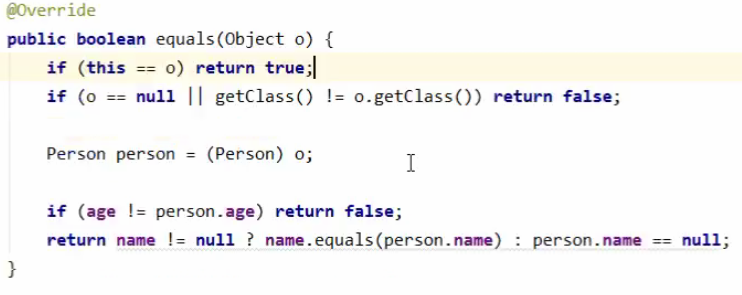 @Override
public boolean equals(Object o) {
if (this == o) return true;
if (o == null || getClass() != o.getClass()) return false;
Person person = (Person) o;
if (age != person.age) return false;
return name != null ? name.equals(person.name) : person.name == null;
}